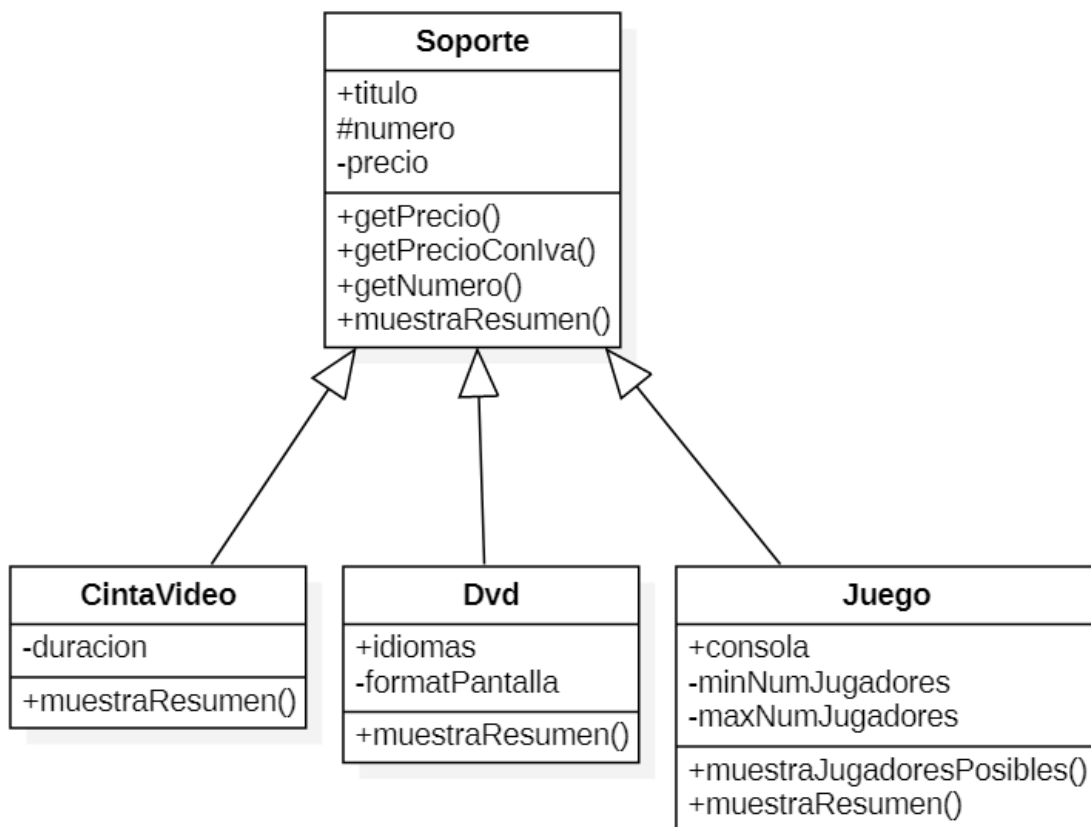 Soporte
+titulo
#numero
-precio
+getPrecio()
+getPrecioConIva()
+getNumero()
+muestraResumen()
CintaVideo
-duracion
+muestraResumen()
Dvd
+idiomas
-formatPantalla
+muestraResumen()
Juego
+consola
-minNumJugadores
-maxNumJugadores
+muestraJugadoresPosibles()
+muestraResumen()